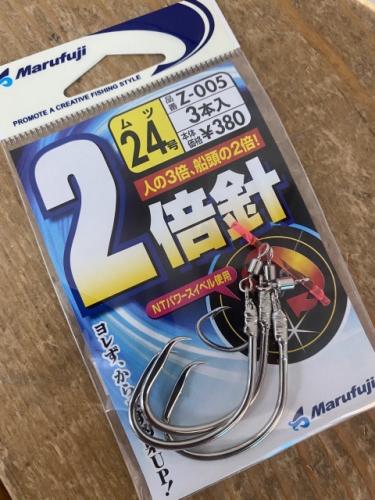 Marufuji
PROMOTE A CREATIVE FISHING STYLE
ムツ
24号
品番 Z-005
3本入
本体価格 ¥380
人の3倍、船頭の2倍!
2倍針
NTパワースイベル使用
ヨレず、から
UP!
Marufuji